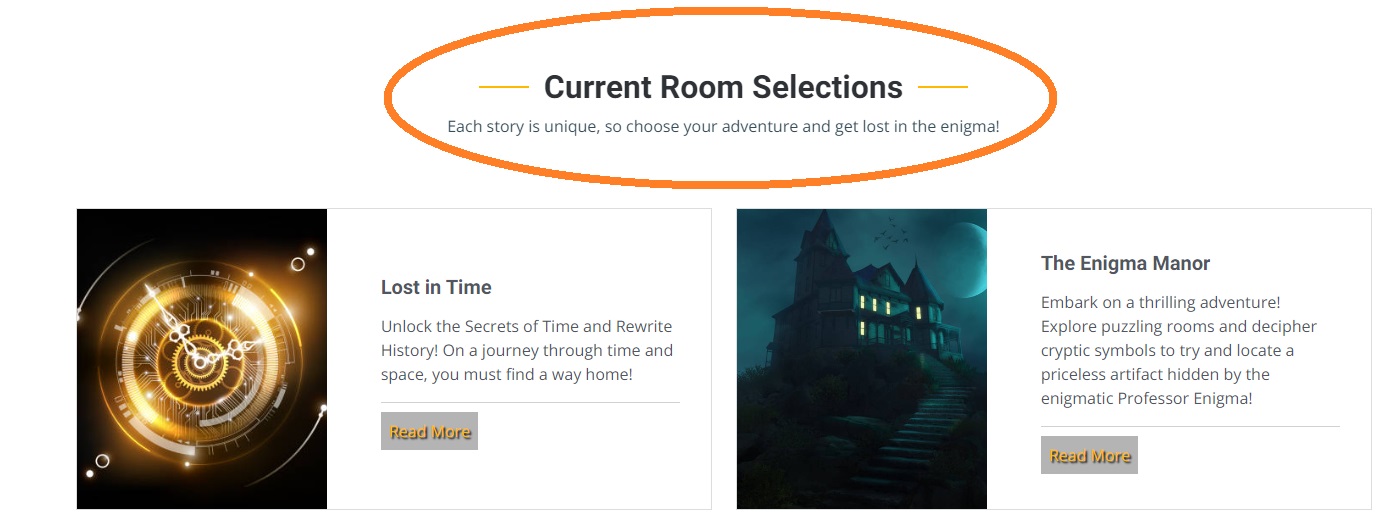 Current Room Selections
Each story is unique, so choose your adventure and get lost in the enigma!
Lost in Time
Unlock the Secrets of Time and Rewrite
History! On a journey through time and
space, you must find a way home!
Read More
The Enigma Manor
Embark on a thrilling adventure!
Explore puzzling rooms and decipher
cryptic symbols to try and locate a
priceless artifact hidden by the
enigmatic Professor Enigma!
Read More